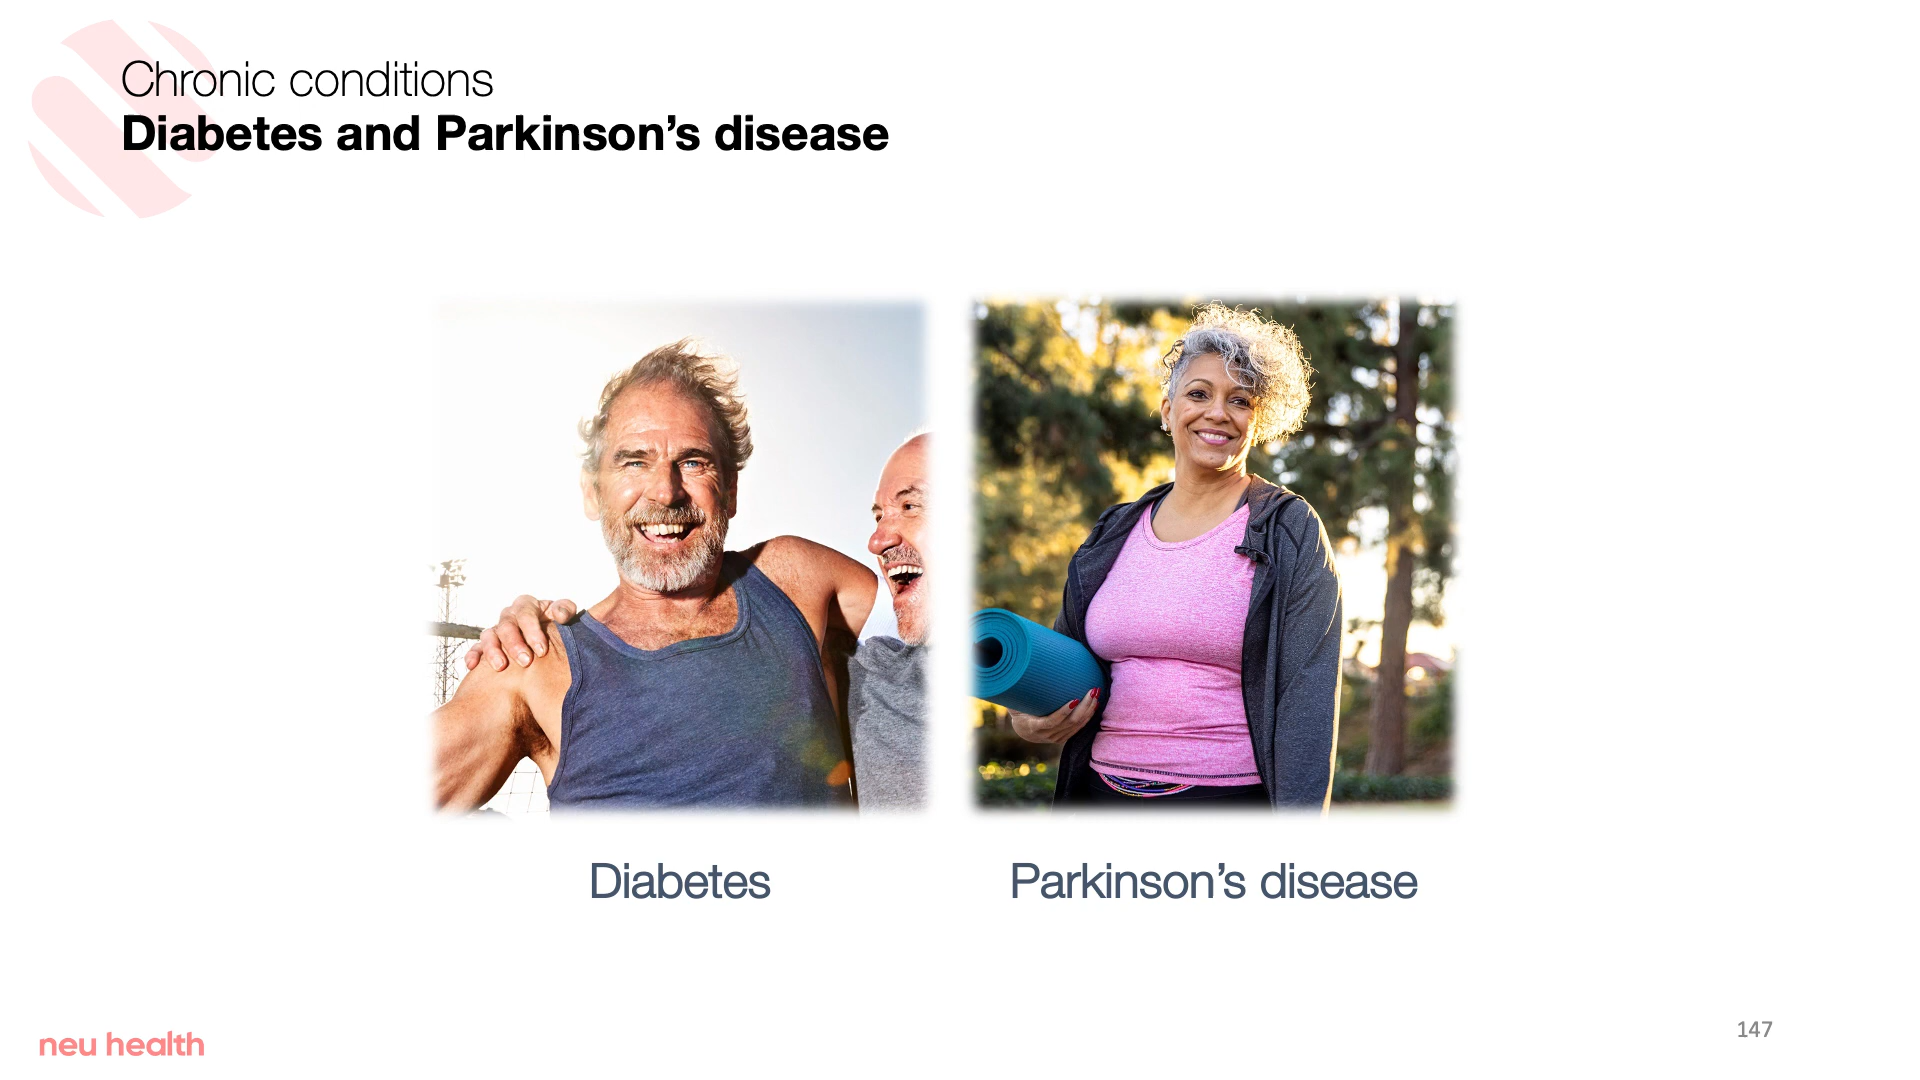 Chronic conditions
Diabetes and Parkinson’s disease
Diabetes
Parkinson’s disease
neu health
147